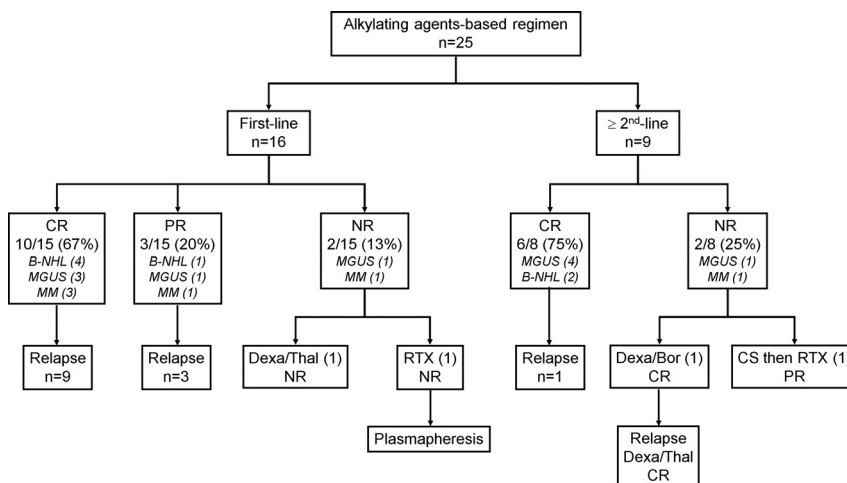 Alkylating agents-based regimen
n=25
First-line
n=16
≥ 2nd-line
n=9
CR
10/15 (67%)
B-NHL (4)
MGUS (3)
MM (3)
PR
3/15 (20%)
B-NHL (1)
MGUS (1)
MM (1)
NR
2/15 (13%)
MGUS (1)
MM (1)
CR
6/8 (75%)
MGUS (4)
B-NHL (2)
NR
2/8 (25%)
MGUS (1)
MM (1)
Relapse
n=9
Relapse
n=3
Dexa/Thal (1)
NR
RTX (1)
NR
Relapse
n=1
Dexa/Bor (1)
CR
CS then RTX (1)
PR
Plasmapheresis
Relapse
Dexa/Thal
CR